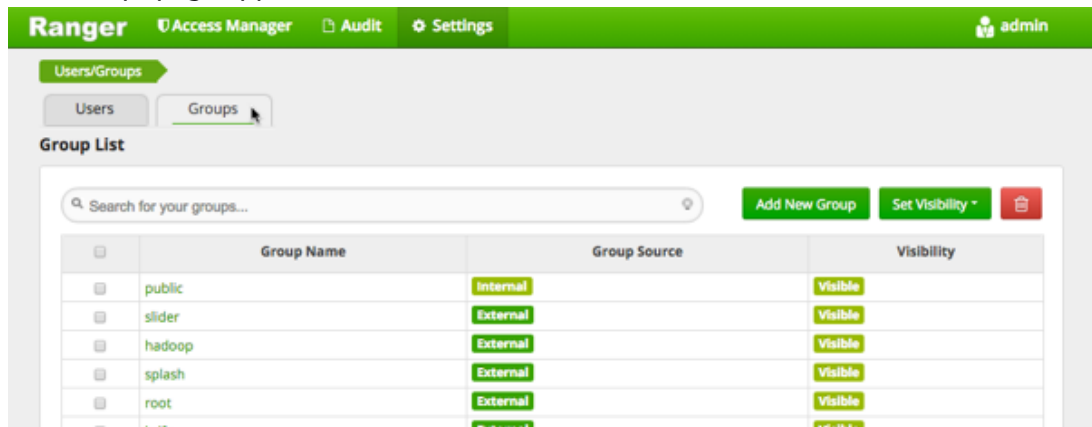 Ranger Access Manager Audit Settings admin
Users/Groups
Users Groups
Group List
Search for your groups... Add New Group Set Visibility
Group Name Group Source Visibility
public Internal Visible
slider External Visible
hadoop External Visible
splash External Visible
root External Visible